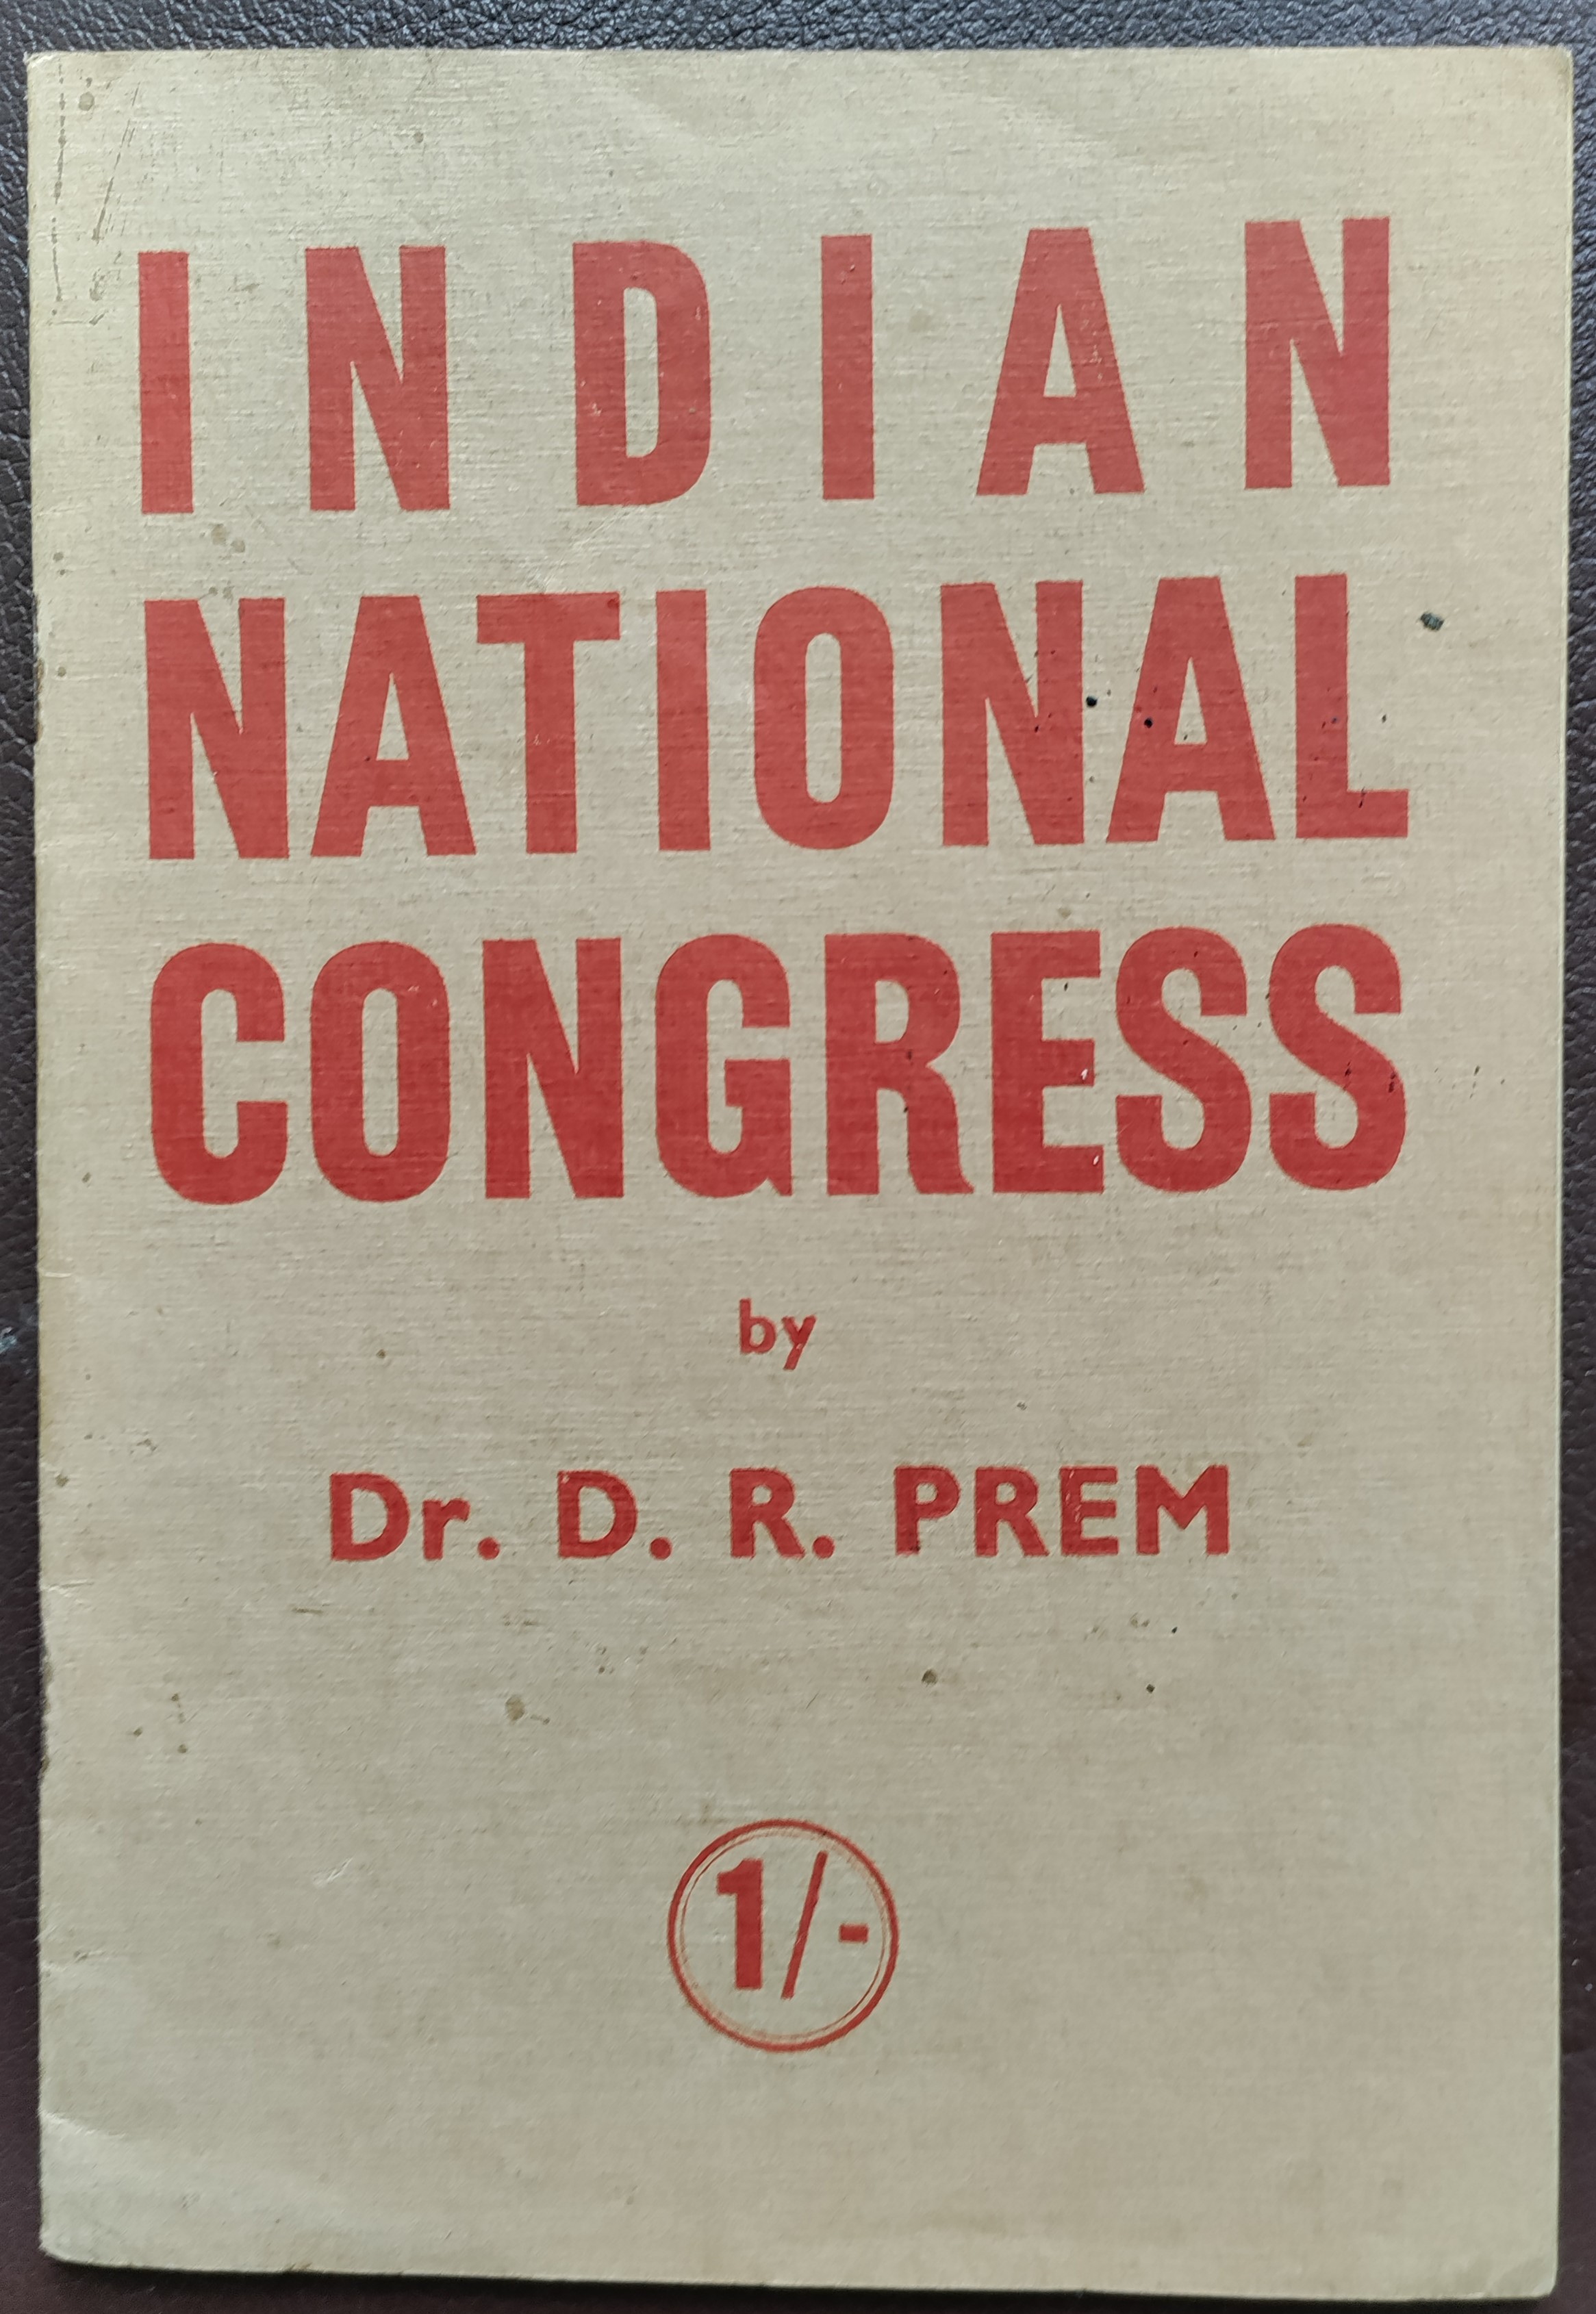 INDIAN
NATIONAL
CONGRESS
by
Dr. D. R. PREM
1/-